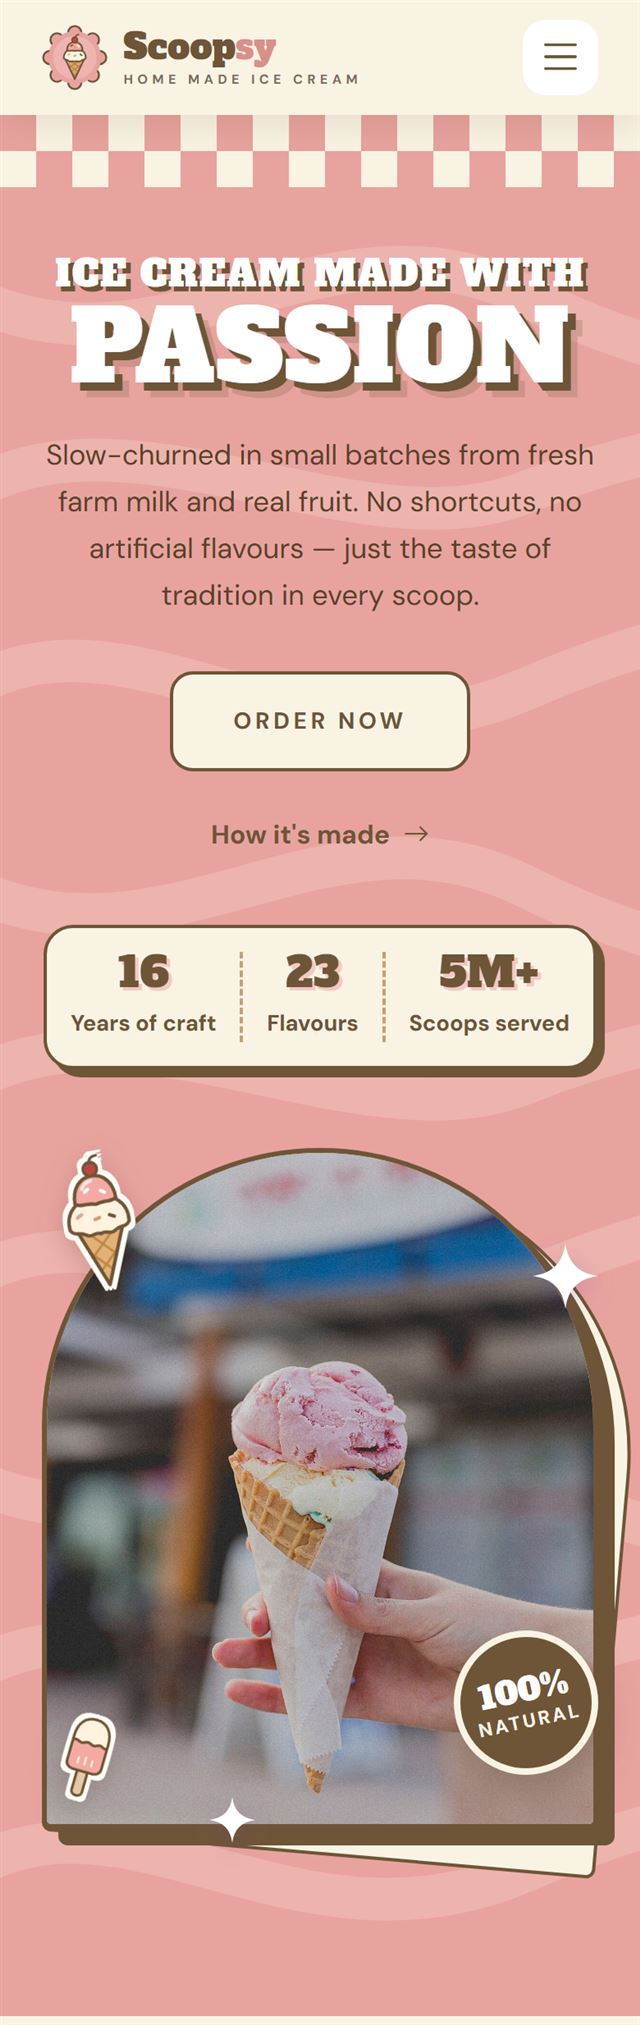 Scoopsy
HOME MADE ICE CREAM
ICE CREAM MADE WITH
PASSION
Slow-churned in small batches from fresh
farm milk and real fruit. No shortcuts, no
artificial flavours — just the taste of
tradition in every scoop.
ORDER NOW
How it's made →
16
Years of craft
23
Flavours
5M+
Scoops served
100%
NATURAL